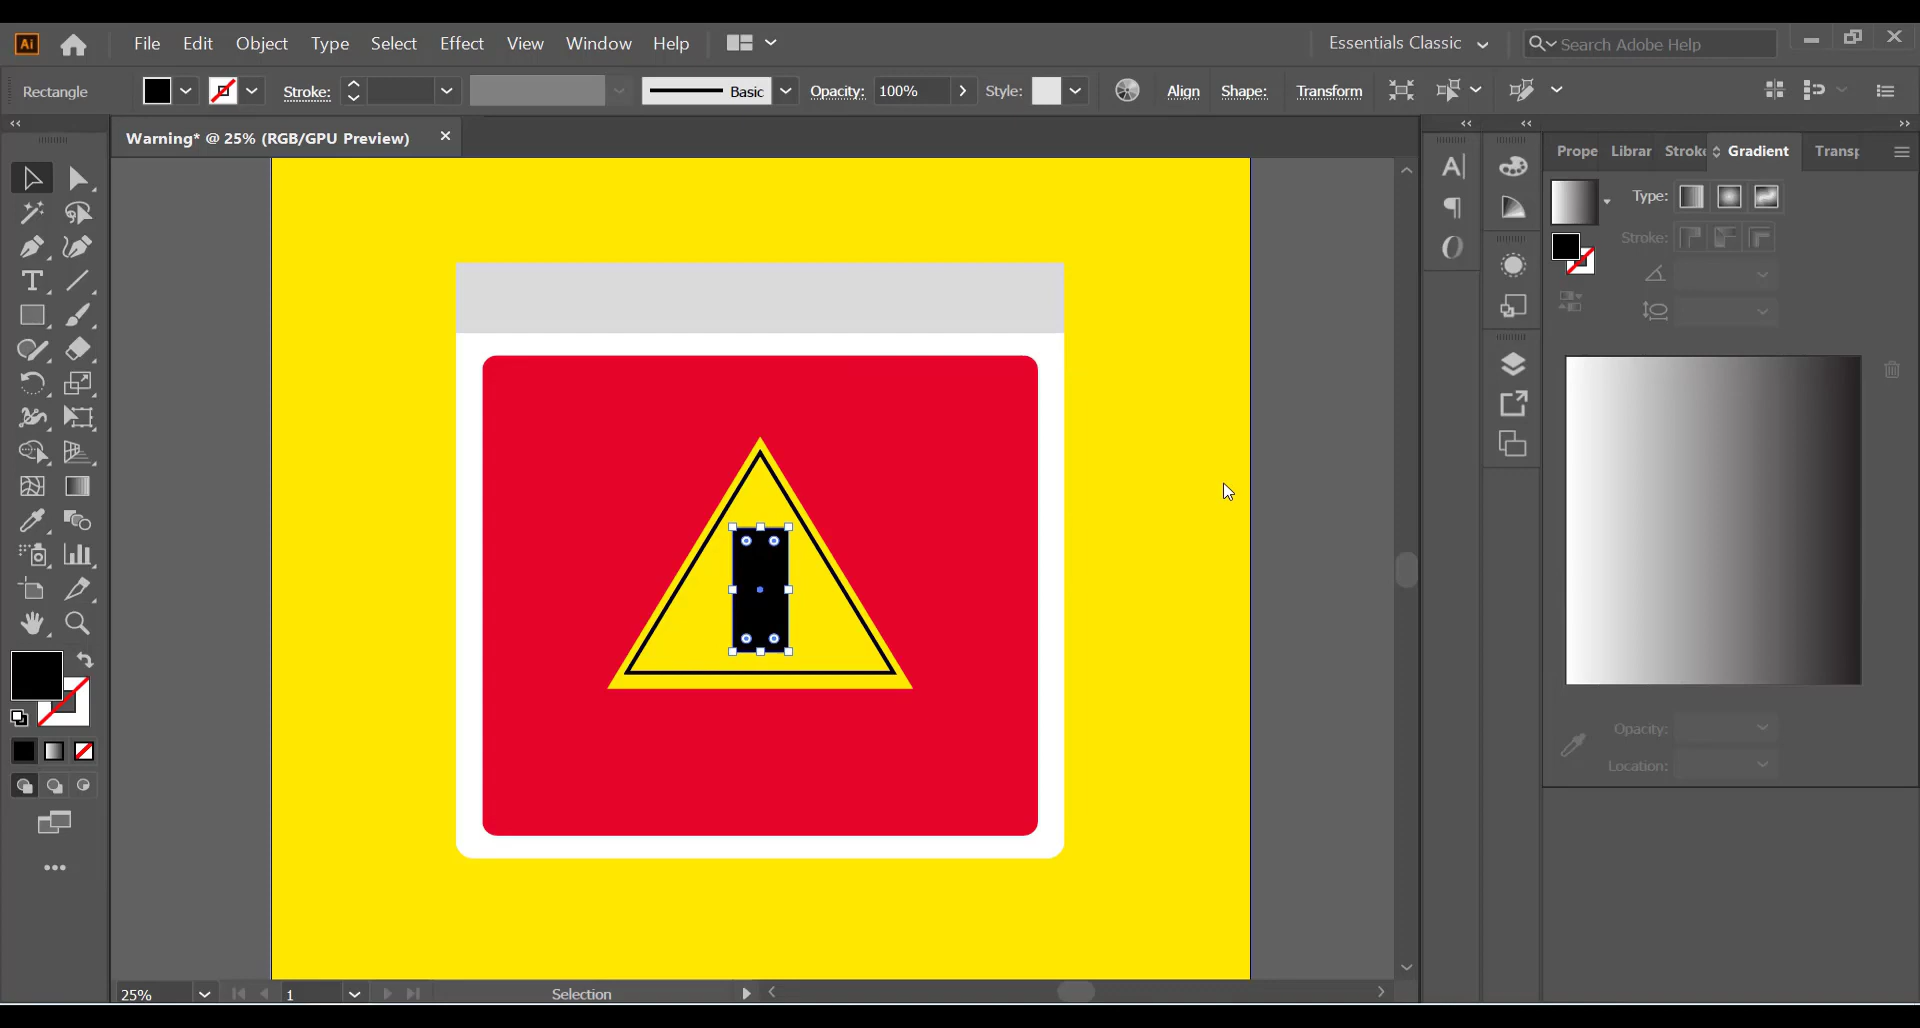 Ai File Edit Object Type Select Effect View Window Help Essentials Classic Search Adobe Help
Rectangle Stroke: Basic Opacity: 100% Style: Align Shape: Transform
Warning* @ 25% (RGB/GPU Preview)
Prope Librar Stroke Gradient Transp
Type:
Stroke:
Opacity:
Location:
25% 1 Selection